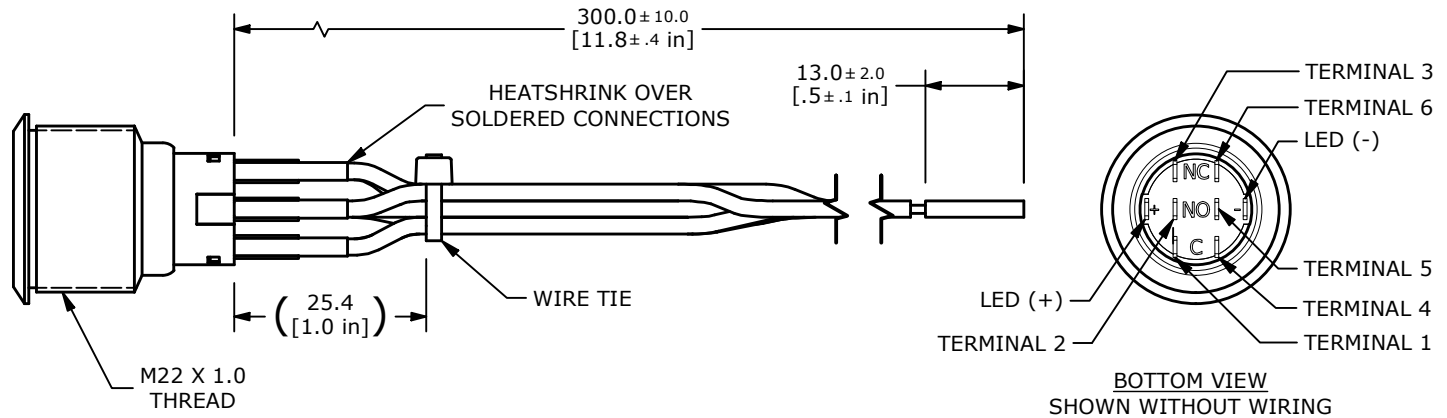 300.0±10.0
[11.8±.4 in]
13.0±2.0
[.5±.1 in]
HEATSHRINK OVER
SOLDERED CONNECTIONS
TERMINAL 3
TERMINAL 6
LED (-)
NC
+ NO -
C
TERMINAL 5
LED (+)
TERMINAL 4
TERMINAL 2
TERMINAL 1
WIRE TIE
(25.4
[1.0 in])
M22 X 1.0
THREAD
BOTTOM VIEW
SHOWN WITHOUT WIRING